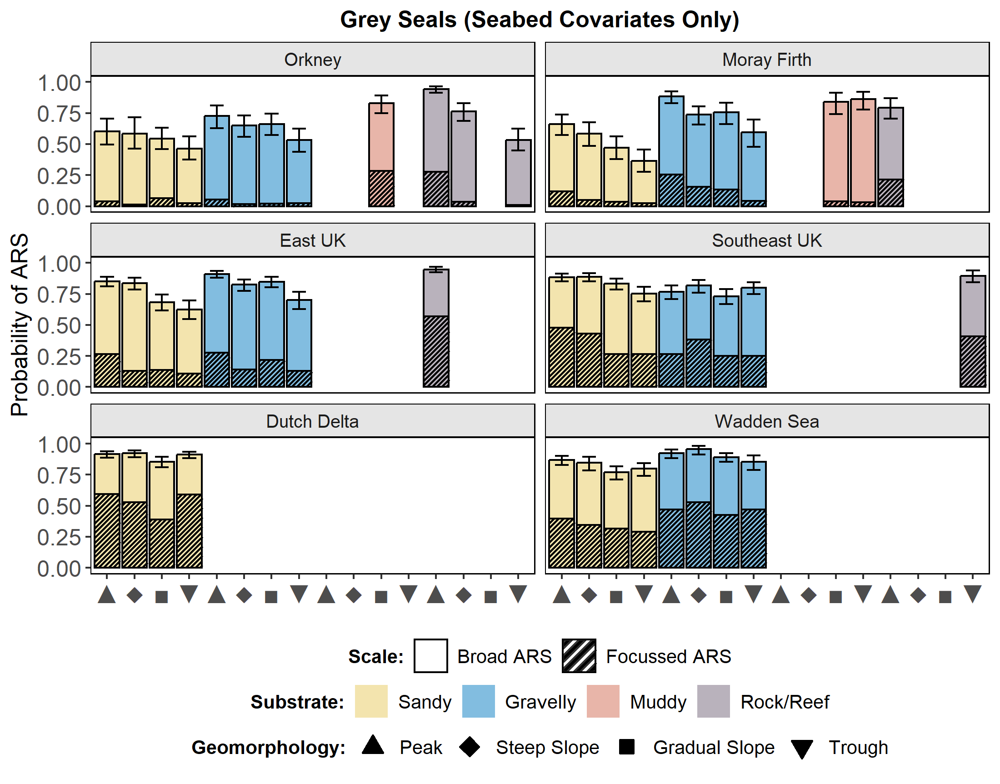 Grey Seals (Seabed Covariates Only)
Orkney
Moray Firth
1.00
0.75
0.50
0.25
0.00
East UK
Southeast UK
1.00
0.75
0.50
0.25
0.00
Dutch Delta
Wadden Sea
1.00
0.75
0.50
0.25
0.00
Probability of ARS
Scale: Broad ARS Focussed ARS
Substrate: Sandy Gravelly Muddy Rock/Reef
Geomorphology: Peak Steep Slope Gradual Slope Trough